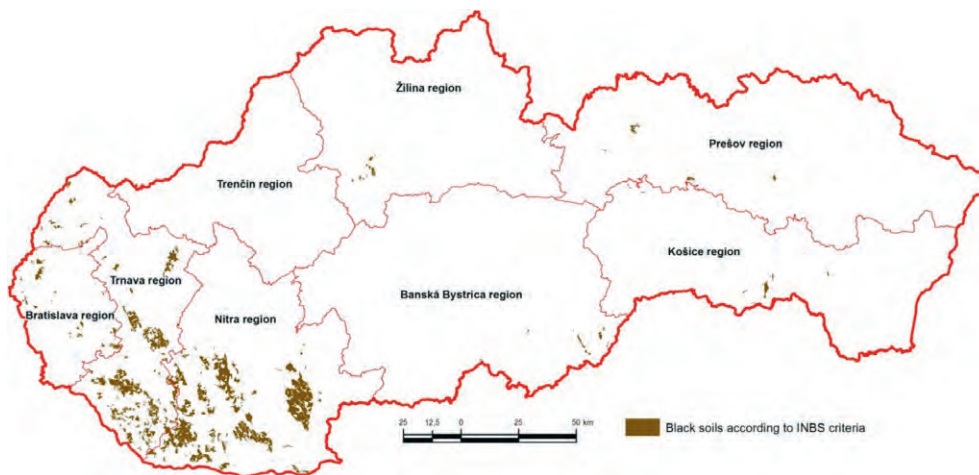 Žilina region
Prešov region
Trenčín region
Košice region
Trnava region
Banská Bystrica region
Bratislava region
Nitra region
25 12,5 0 25 50 km
Black soils according to INBS criteria